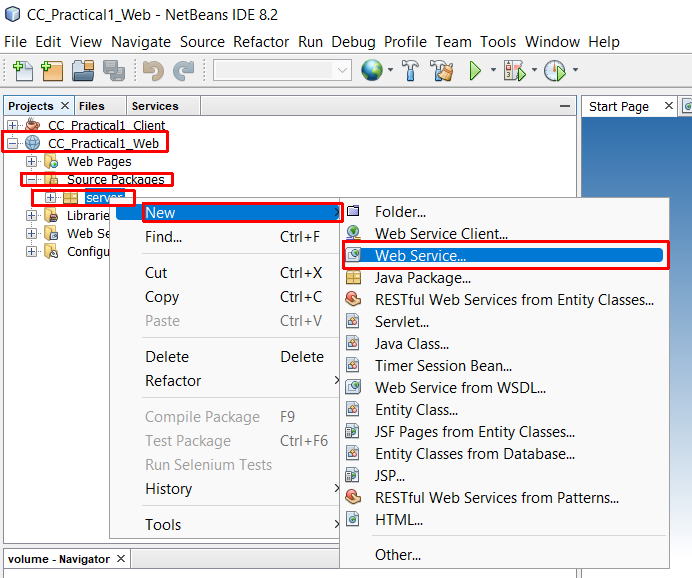 CC_Practical1_Web - NetBeans IDE 8.2
File Edit View Navigate Source Refactor Run Debug Profile Team Tools Window Help
Projects Files Services
Start Page
CC_Practical1_Client
CC_Practical1_Web
Web Pages
Source Packages
server
Librarie
Web Se
Configu
New
Find... Ctrl+F
Cut Ctrl+X
Copy Ctrl+C
Paste Ctrl+V
Delete Delete
Refactor
Compile Package F9
Test Package Ctrl+F6
Run Selenium Tests
History
Tools
Folder...
Web Service Client...
Web Service...
Java Package...
RESTful Web Services from Entity Classes...
Servlet...
Java Class...
Timer Session Bean...
Web Service from WSDL...
Entity Class...
JSF Pages from Entity Classes...
Entity Classes from Database...
JSP...
RESTful Web Services from Patterns...
HTML...
Other...
volume - Navigator